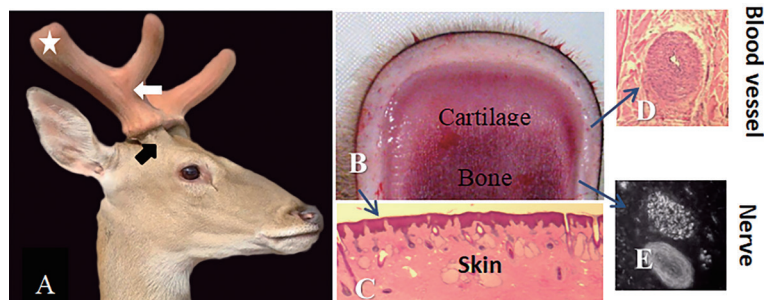 A
B
Cartilage
Bone
C
Skin
D
Blood vessel
E
Nerve